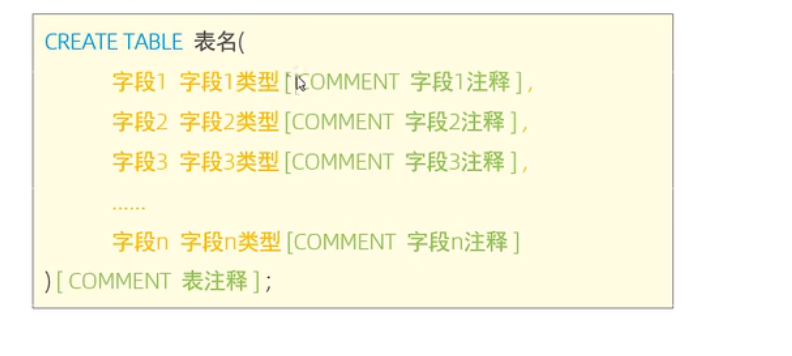 CREATE TABLE 表名(
字段1 字段1类型[COMMENT 字段1注释],
字段2 字段2类型[COMMENT 字段2注释],
字段3 字段3类型[COMMENT 字段3注释],
......
字段n 字段n类型[COMMENT 字段n注释]
)[COMMENT 表注释];